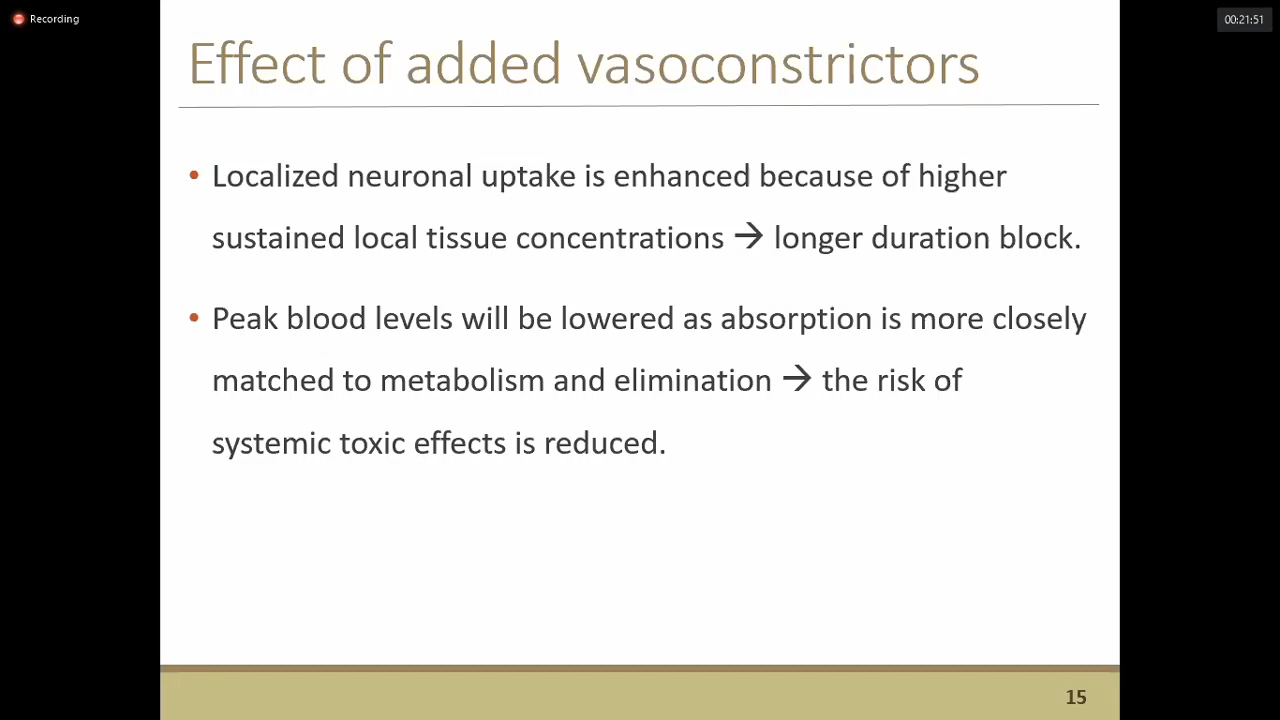 Recording
00:21:51
Effect of added vasoconstrictors
• Localized neuronal uptake is enhanced because of higher
sustained local tissue concentrations → longer duration block.
• Peak blood levels will be lowered as absorption is more closely
matched to metabolism and elimination → the risk of
systemic toxic effects is reduced.
15